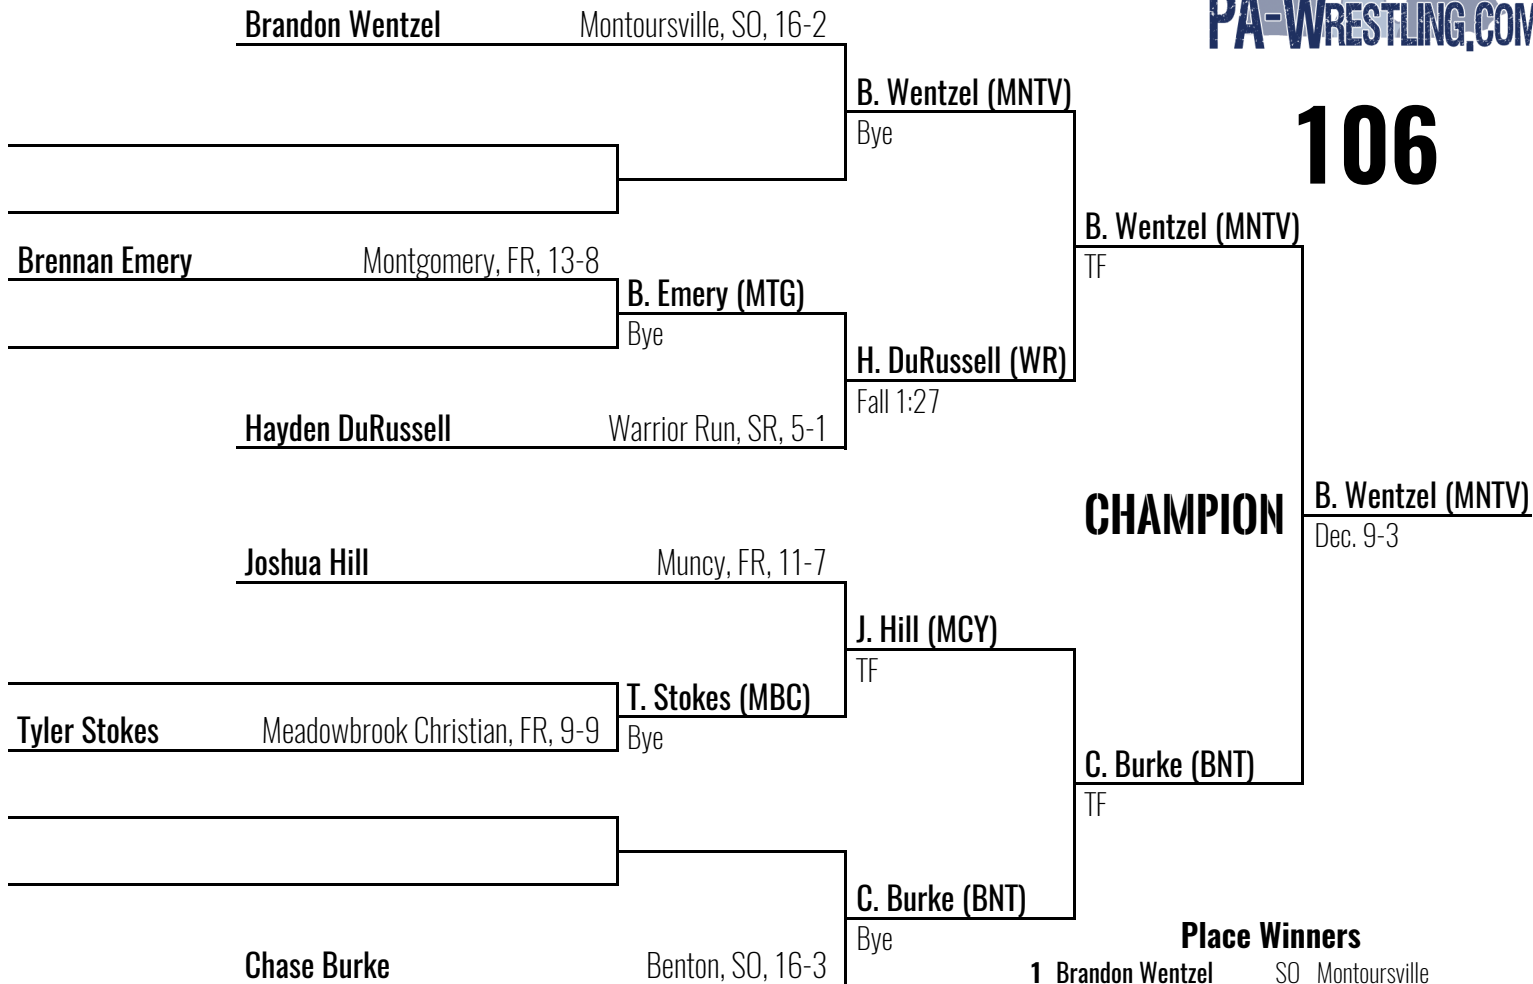 Brandon Wentzel Montoursville, SO, 16-2
PA-WRESTLING.COM
B. Wentzel (MNTV)
Bye
106
B. Wentzel (MNTV)
TF
Brennan Emery Montgomery, FR, 13-8
B. Emery (MTG)
Bye
H. DuRussell (WR)
Fall 1:27
Hayden DuRussell Warrior Run, SR, 5-1
CHAMPION
B. Wentzel (MNTV)
Dec. 9-3
Joshua Hill Muncy, FR, 11-7
J. Hill (MCY)
TF
T. Stokes (MBC)
Bye
Tyler Stokes Meadowbrook Christian, FR, 9-9
C. Burke (BNT)
TF
C. Burke (BNT)
Bye
Chase Burke Benton, SO, 16-3
Place Winners
1 Brandon Wentzel SO Montoursville